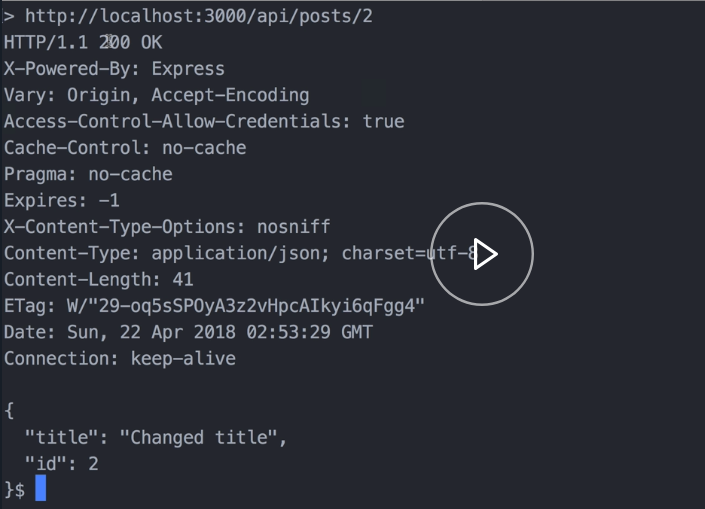 > http://localhost:3000/api/posts/2
HTTP/1.1 200 OK
X-Powered-By: Express
Vary: Origin, Accept-Encoding
Access-Control-Allow-Credentials: true
Cache-Control: no-cache
Pragma: no-cache
Expires: -1
X-Content-Type-Options: nosniff
Content-Type: application/json; charset=utf-8
Content-Length: 41
ETag: W/"29-oq5sSPOyA3z2vHpcAIkyi6qFgg4"
Date: Sun, 22 Apr 2018 02:53:29 GMT
Connection: keep-alive
{
  "title": "Changed title",
  "id": 2
}$